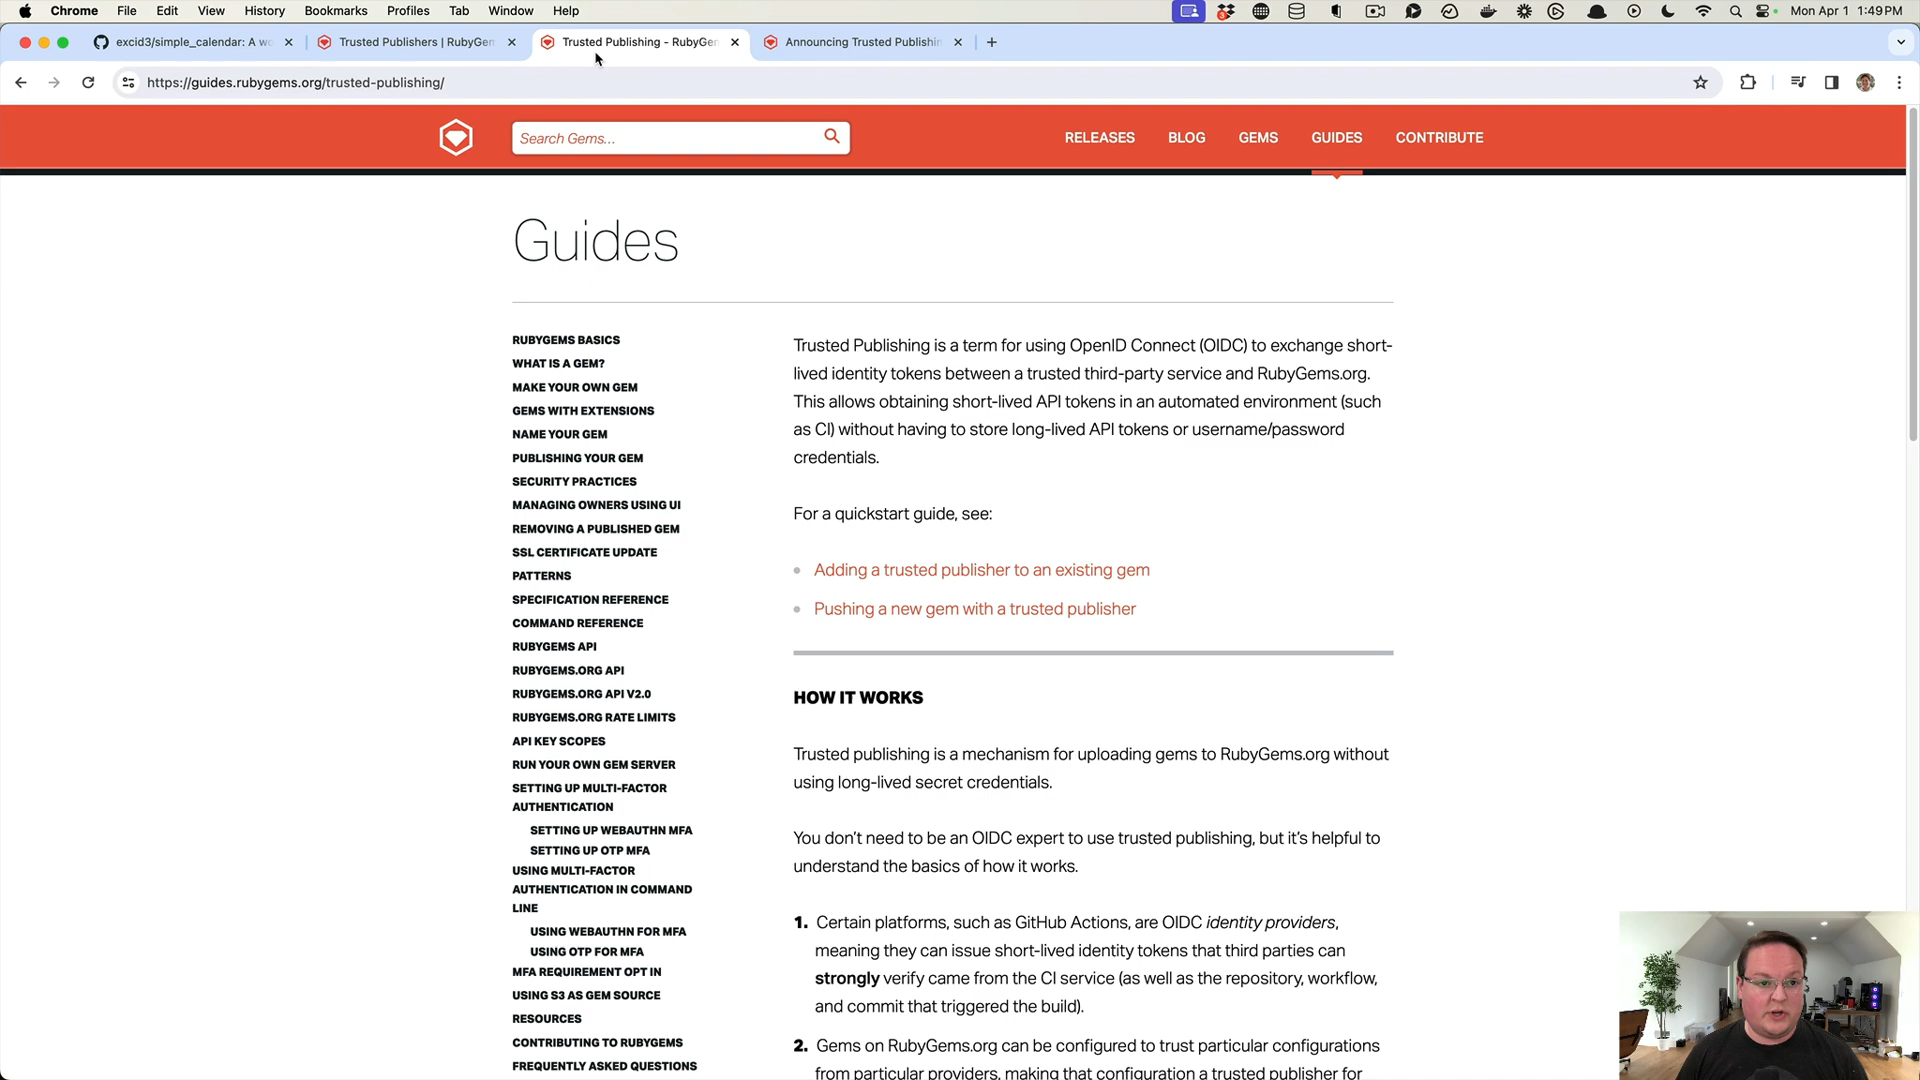 Chrome File Edit View History Bookmarks Profiles Tab Window Help
Mon Apr 1 1:49 PM
excid3/simple_calendar: A wo
Trusted Publishers | RubyGem
Trusted Publishing - RubyGen
Announcing Trusted Publishin
https://guides.rubygems.org/trusted-publishing/
Search Gems...
RELEASES BLOG GEMS GUIDES CONTRIBUTE
Guides
RUBYGEMS BASICS
WHAT IS A GEM?
MAKE YOUR OWN GEM
GEMS WITH EXTENSIONS
NAME YOUR GEM
PUBLISHING YOUR GEM
SECURITY PRACTICES
MANAGING OWNERS USING UI
REMOVING A PUBLISHED GEM
SSL CERTIFICATE UPDATE
PATTERNS
SPECIFICATION REFERENCE
COMMAND REFERENCE
RUBYGEMS API
RUBYGEMS.ORG API
RUBYGEMS.ORG API V2.0
RUBYGEMS.ORG RATE LIMITS
API KEY SCOPES
RUN YOUR OWN GEM SERVER
SETTING UP MULTI-FACTOR
AUTHENTICATION
SETTING UP WEBAUTHN MFA
SETTING UP OTP MFA
USING MULTI-FACTOR
AUTHENTICATION IN COMMAND
LINE
USING WEBAUTHN FOR MFA
USING OTP FOR MFA
MFA REQUIREMENT OPT IN
USING S3 AS GEM SOURCE
RESOURCES
CONTRIBUTING TO RUBYGEMS
FREQUENTLY ASKED QUESTIONS
Trusted Publishing is a term for using OpenID Connect (OIDC) to exchange short-
lived identity tokens between a trusted third-party service and RubyGems.org.
This allows obtaining short-lived API tokens in an automated environment (such
as CI) without having to store long-lived API tokens or username/password
credentials.
For a quickstart guide, see:
Adding a trusted publisher to an existing gem
Pushing a new gem with a trusted publisher
HOW IT WORKS
Trusted publishing is a mechanism for uploading gems to RubyGems.org without
using long-lived secret credentials.
You don't need to be an OIDC expert to use trusted publishing, but it's helpful to
understand the basics of how it works.
1. Certain platforms, such as GitHub Actions, are OIDC identity providers,
meaning they can issue short-lived identity tokens that third parties can
strongly verify came from the CI service (as well as the repository, workflow,
and commit that triggered the build).
2. Gems on RubyGems.org can be configured to trust particular configurations
from particular providers, making that configuration a trusted publisher for